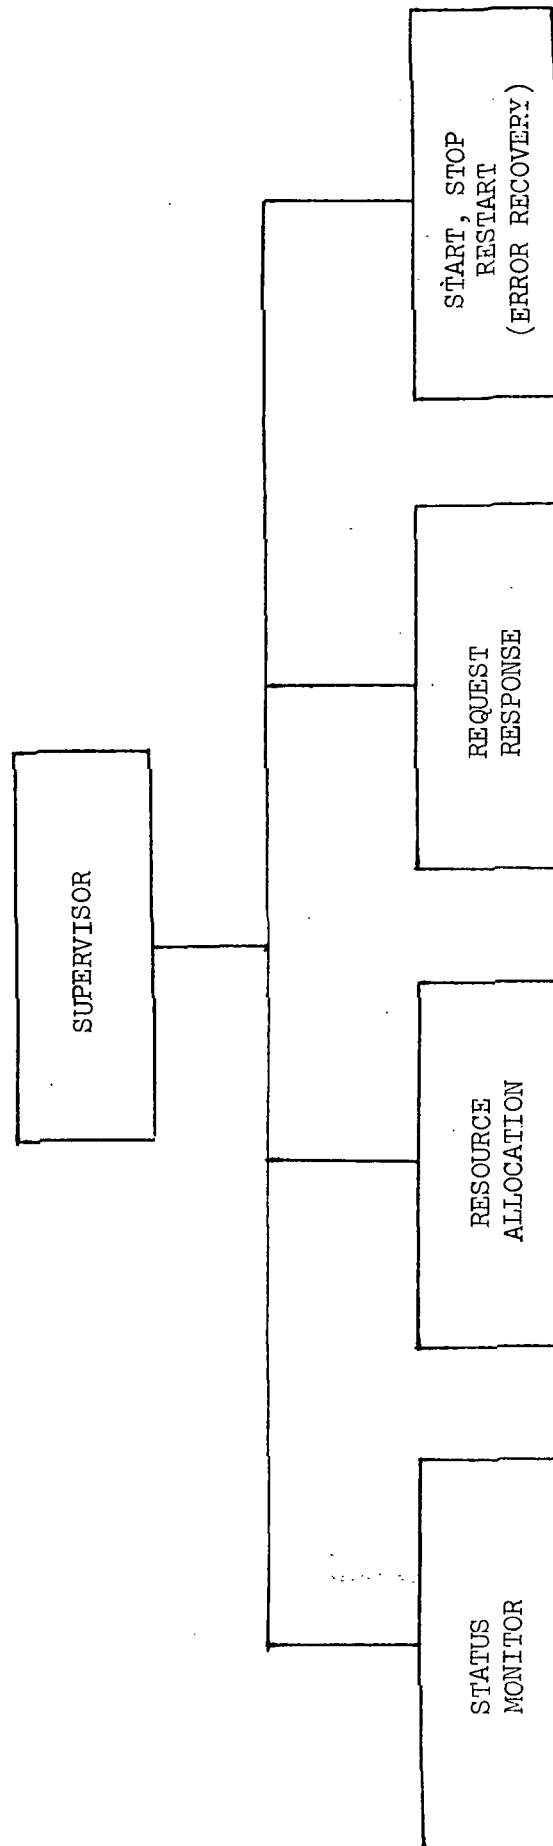 SUPERVISOR
STATUS
MONITOR
RESOURCE
ALLOCATION
REQUEST
RESPONSE
START, STOP
RESTART
(ERROR RECOVERY)